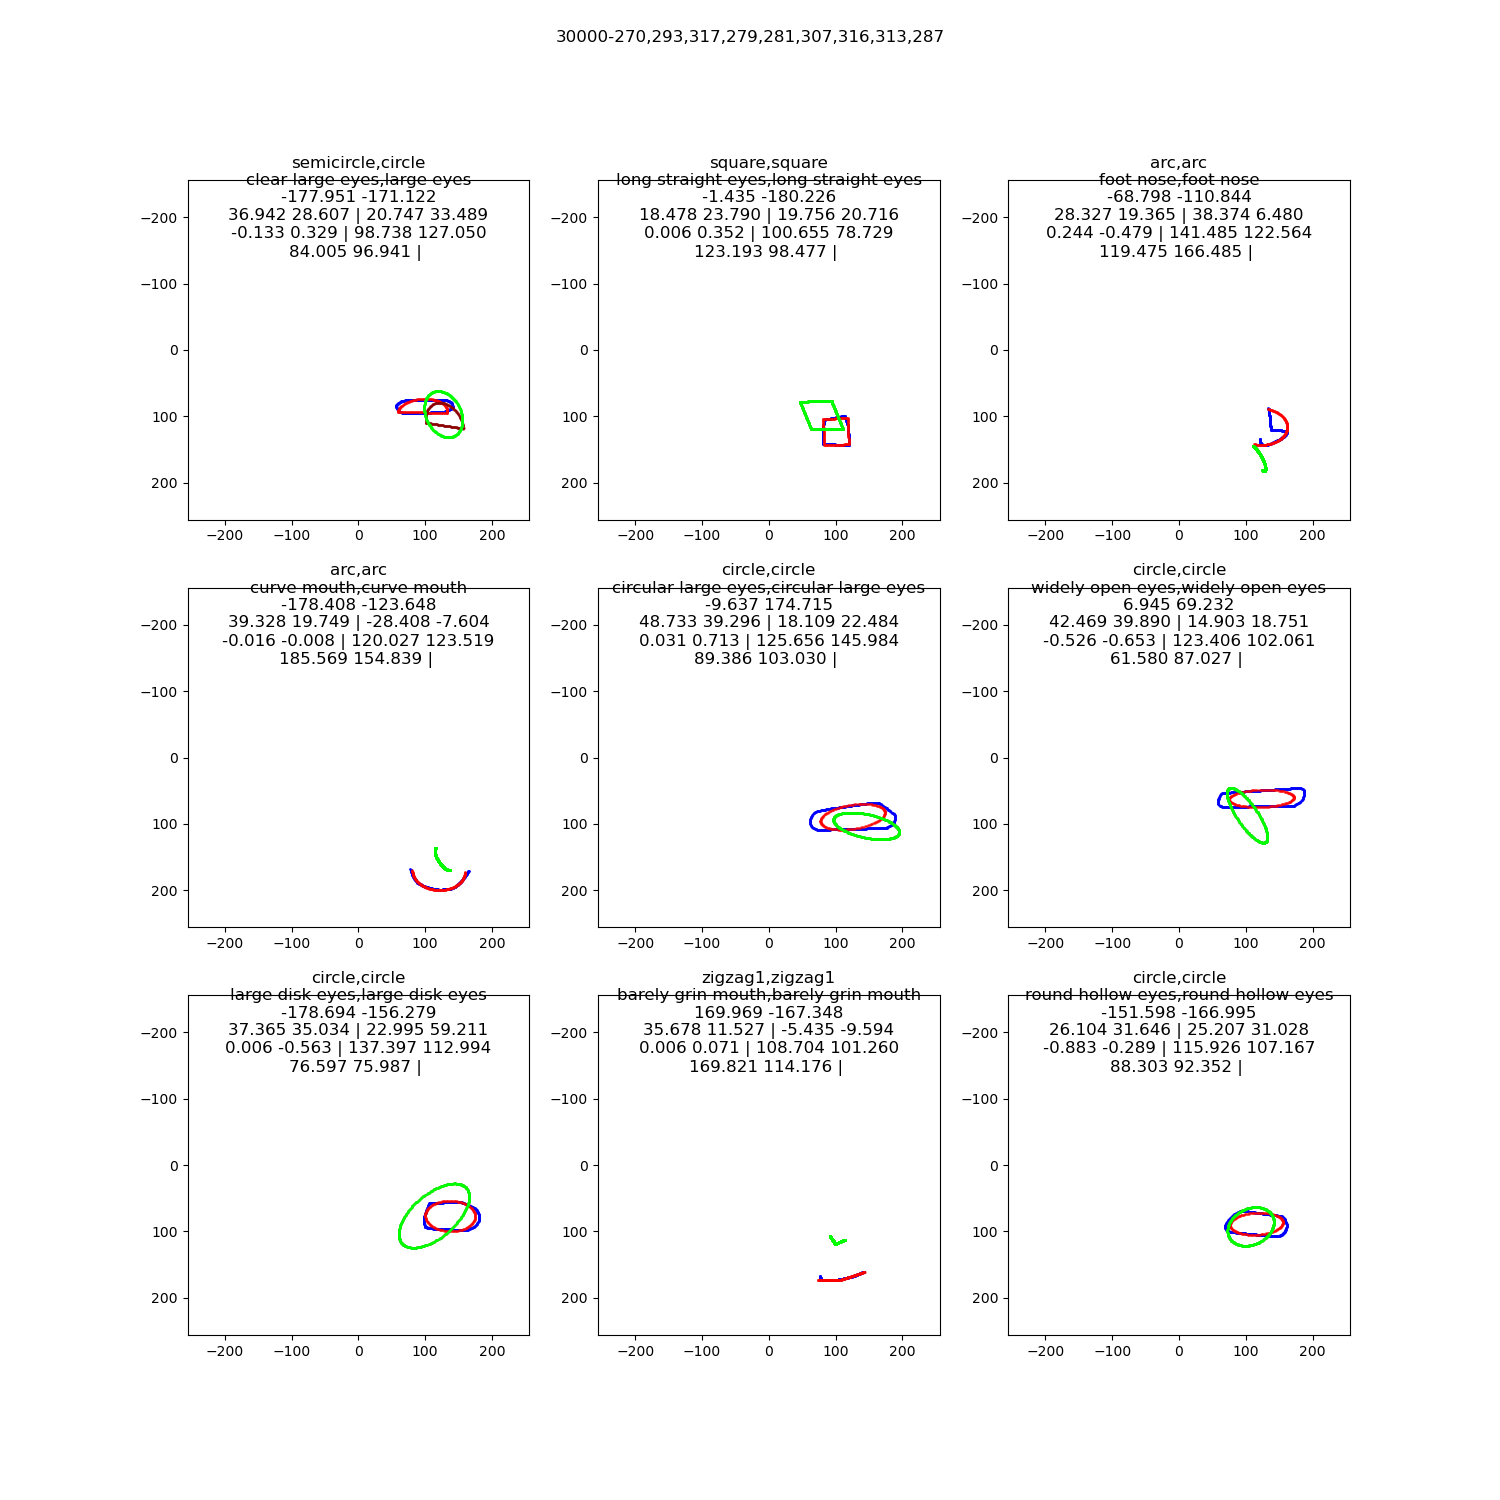 30000-270,293,317,279,281,307,316,313,287
semicircle,circle
clear large eyes,large eyes
-177.951 -171.122
36.942 28.607 | 20.747 33.489
-0.133 0.329 | 98.738 127.050
84.005 96.941 |
−200
−100
0
100
200
−200 −100 0 100 200
square,square
long straight eyes,long straight eyes
-1.435 -180.226
18.478 23.790 | 19.756 20.716
0.006 0.352 | 100.655 78.729
123.193 98.477 |
−200
−100
0
100
200
−200 −100 0 100 200
arc,arc
foot nose,foot nose
-68.798 -110.844
28.327 19.365 | 38.374 6.480
0.244 -0.479 | 141.485 122.564
119.475 166.485 |
−200
−100
0
100
200
−200 −100 0 100 200
arc,arc
curve mouth,curve mouth
-178.408 -123.648
39.328 19.749 | -28.408 -7.604
-0.016 -0.008 | 120.027 123.519
185.569 154.839 |
−200
−100
0
100
200
−200 −100 0 100 200
circle,circle
circular large eyes,circular large eyes
-9.637 174.715
48.733 39.296 | 18.109 22.484
0.031 0.713 | 125.656 145.984
89.386 103.030 |
−200
−100
0
100
200
−200 −100 0 100 200
circle,circle
widely open eyes,widely open eyes
6.945 69.232
42.469 39.890 | 14.903 18.751
-0.526 -0.653 | 123.406 102.061
61.580 87.027 |
−200
−100
0
100
200
−200 −100 0 100 200
circle,circle
large disk eyes,large disk eyes
-178.694 -156.279
37.365 35.034 | 22.995 59.211
0.006 -0.563 | 137.397 112.994
76.597 75.987 |
−200
−100
0
100
200
−200 −100 0 100 200
zigzag1,zigzag1
barely grin mouth,barely grin mouth
169.969 -167.348
35.678 11.527 | -5.435 -9.594
0.006 0.071 | 108.704 101.260
169.821 114.176 |
−200
−100
0
100
200
−200 −100 0 100 200
circle,circle
round hollow eyes,round hollow eyes
-151.598 -166.995
26.104 31.646 | 25.207 31.028
-0.883 -0.289 | 115.926 107.167
88.303 92.352 |
−200
−100
0
100
200
−200 −100 0 100 200